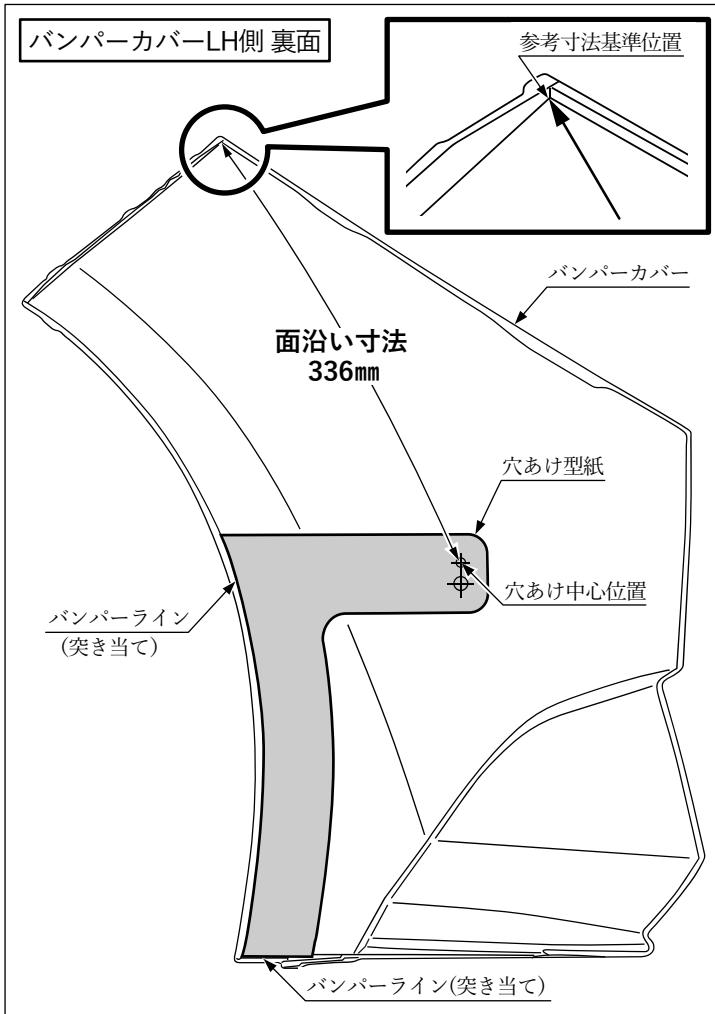 バンパーカバーLH側 裏面
参考寸法基準位置
バンパーカバー
面沿い寸法
336㎜
穴あけ型紙
穴あけ中心位置
バンパーライン
(突き当て)
バンパーライン(突き当て)